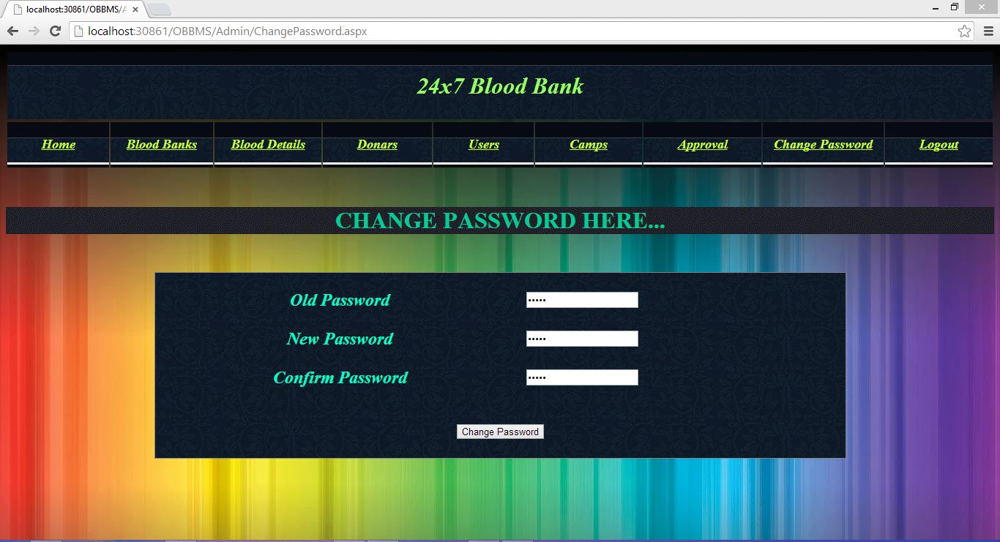 localhost:30861/OBBMS/A
localhost:30861/OBBMS/Admin/ChangePassword.aspx
24x7 Blood Bank
Home Blood Banks Blood Details Donars Users Camps Approval Change Password Logout
CHANGE PASSWORD HERE...
Old Password •••••
New Password •••••
Confirm Password •••••
Change Password